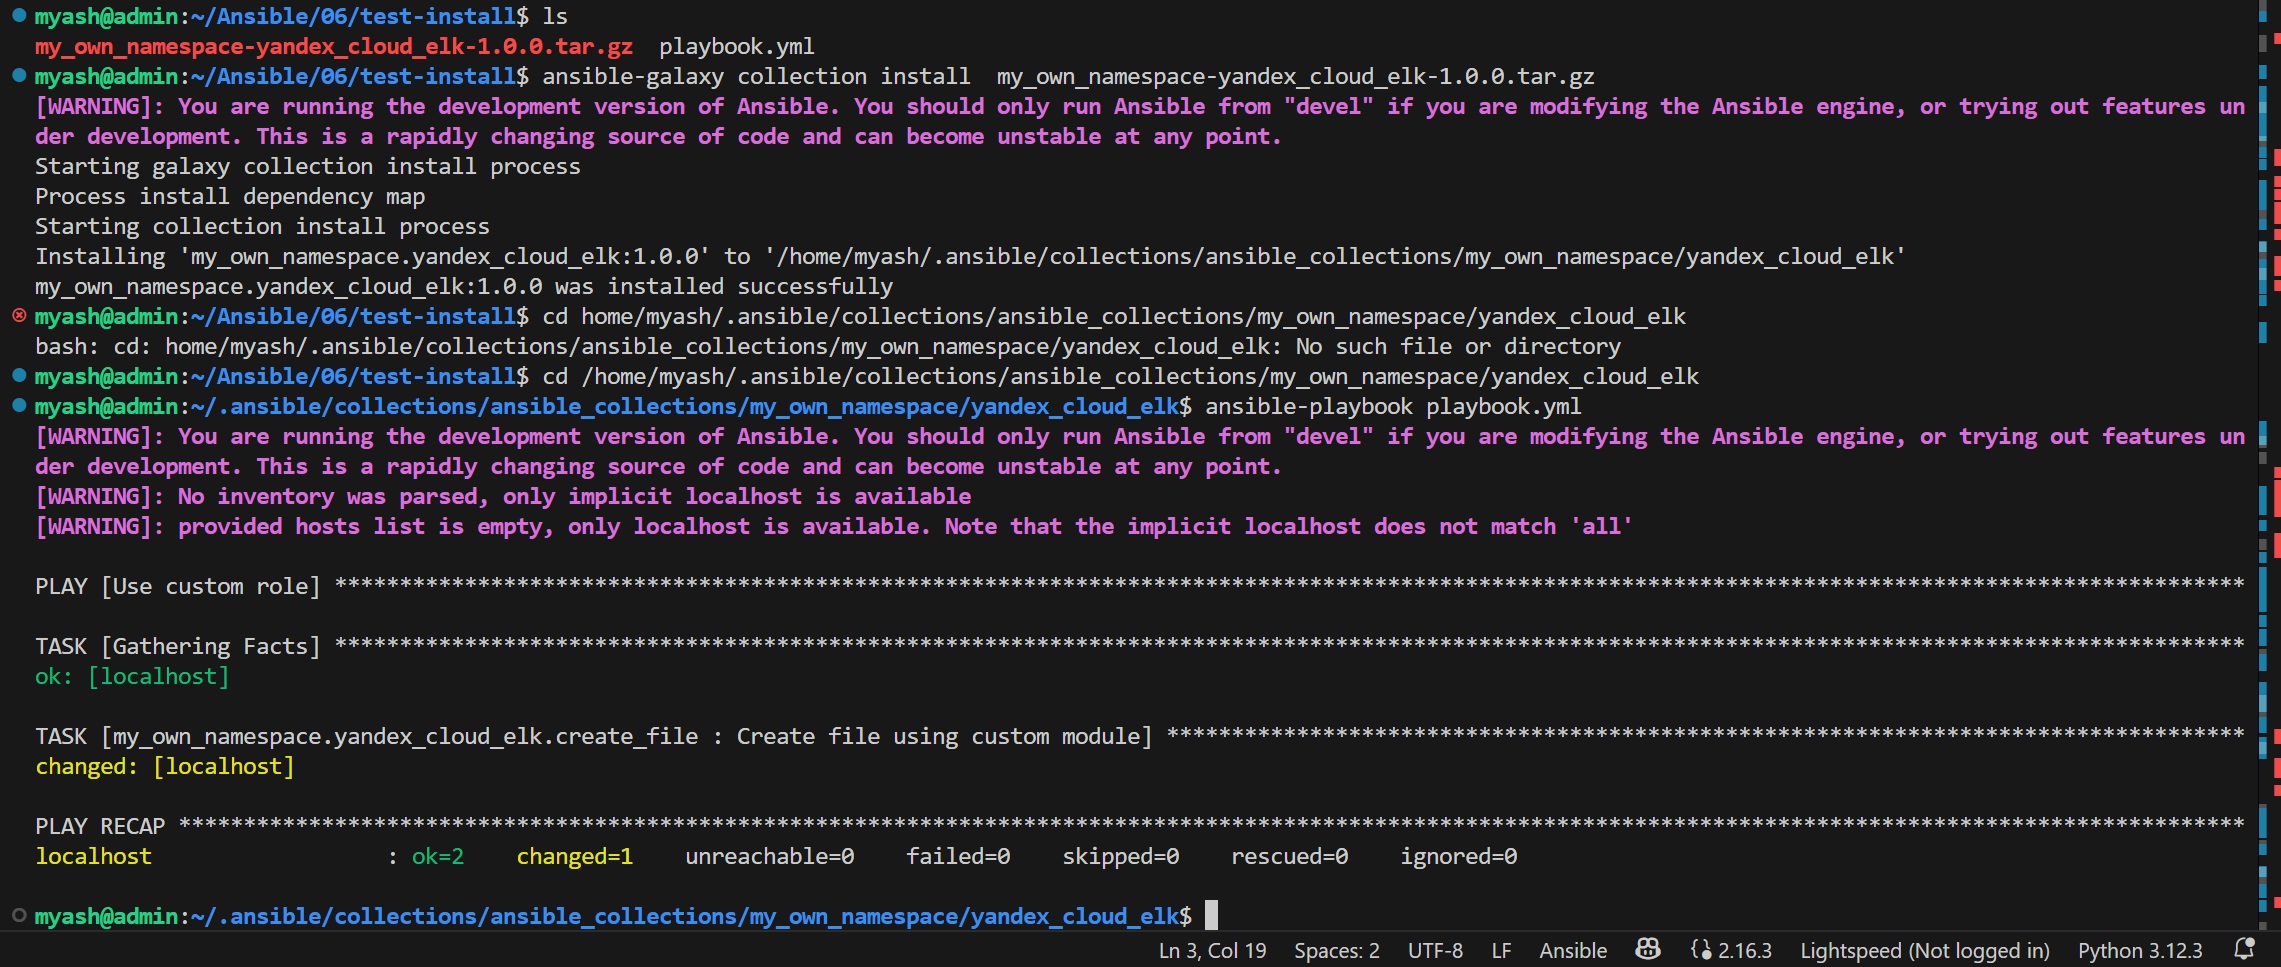 myash@admin:~/Ansible/06/test-install$ ls
my_own_namespace-yandex_cloud_elk-1.0.0.tar.gz  playbook.yml
myash@admin:~/Ansible/06/test-install$ ansible-galaxy collection install  my_own_namespace-yandex_cloud_elk-1.0.0.tar.gz
[WARNING]: You are running the development version of Ansible. You should only run Ansible from "devel" if you are modifying the Ansible engine, or trying out features un
der development. This is a rapidly changing source of code and can become unstable at any point.
Starting galaxy collection install process
Process install dependency map
Starting collection install process
Installing 'my_own_namespace.yandex_cloud_elk:1.0.0' to '/home/myash/.ansible/collections/ansible_collections/my_own_namespace/yandex_cloud_elk'
my_own_namespace.yandex_cloud_elk:1.0.0 was installed successfully
myash@admin:~/Ansible/06/test-install$ cd home/myash/.ansible/collections/ansible_collections/my_own_namespace/yandex_cloud_elk
bash: cd: home/myash/.ansible/collections/ansible_collections/my_own_namespace/yandex_cloud_elk: No such file or directory
myash@admin:~/Ansible/06/test-install$ cd /home/myash/.ansible/collections/ansible_collections/my_own_namespace/yandex_cloud_elk
myash@admin:~/.ansible/collections/ansible_collections/my_own_namespace/yandex_cloud_elk$ ansible-playbook playbook.yml
[WARNING]: You are running the development version of Ansible. You should only run Ansible from "devel" if you are modifying the Ansible engine, or trying out features un
der development. This is a rapidly changing source of code and can become unstable at any point.
[WARNING]: No inventory was parsed, only implicit localhost is available
[WARNING]: provided hosts list is empty, only localhost is available. Note that the implicit localhost does not match 'all'
PLAY [Use custom role] ***************************************************************************************************************************************************
TASK [Gathering Facts] ***************************************************************************************************************************************************
ok: [localhost]
TASK [my_own_namespace.yandex_cloud_elk.create_file : Create file using custom module] ***********************************************************************************
changed: [localhost]
PLAY RECAP ***************************************************************************************************************************************************************
localhost                  : ok=2    changed=1    unreachable=0    failed=0    skipped=0    rescued=0    ignored=0
myash@admin:~/.ansible/collections/ansible_collections/my_own_namespace/yandex_cloud_elk$
Ln 3, Col 19  Spaces: 2  UTF-8  LF  Ansible  2.16.3  Lightspeed (Not logged in)  Python 3.12.3